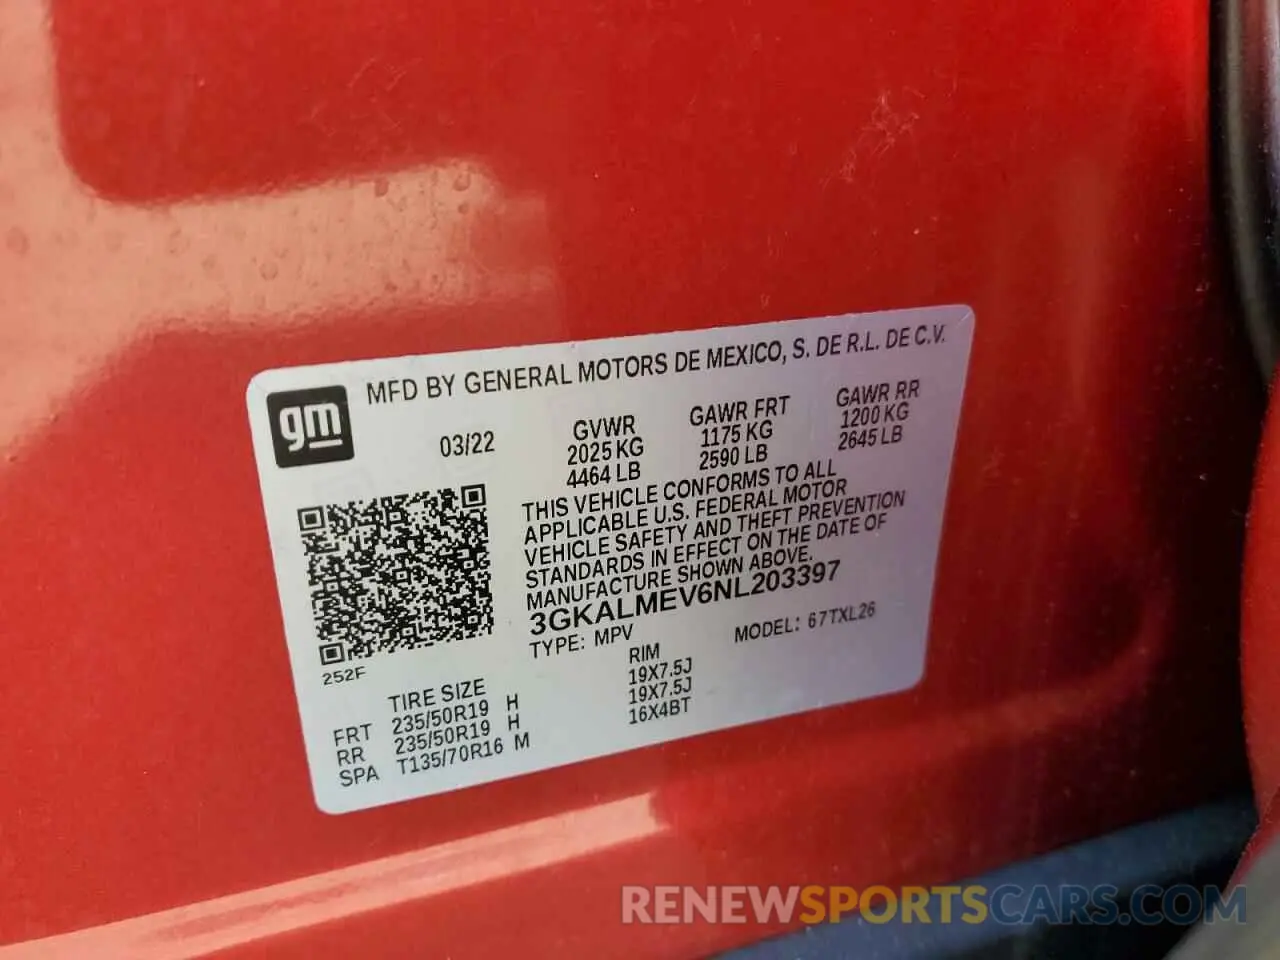 gm
MFD BY GENERAL MOTORS DE MEXICO, S. DE R.L. DE C.V.
03/22
GVWR
2025 KG
4464 LB
GAWR FRT
1175 KG
2590 LB
GAWR RR
1200 KG
2645 LB
THIS VEHICLE CONFORMS TO ALL
APPLICABLE U.S. FEDERAL MOTOR
VEHICLE SAFETY AND THEFT PREVENTION
STANDARDS IN EFFECT ON THE DATE OF
MANUFACTURE SHOWN ABOVE.
3GKALMEV6NL203397
TYPE: MPV
MODEL: 67TXL26
252F
TIRE SIZE
RIM
FRT 235/50R19 H 19X7.5J
RR 235/50R19 H 19X7.5J
SPA T135/70R16 M 16X4BT
RENEWSPORTSCARS.COM